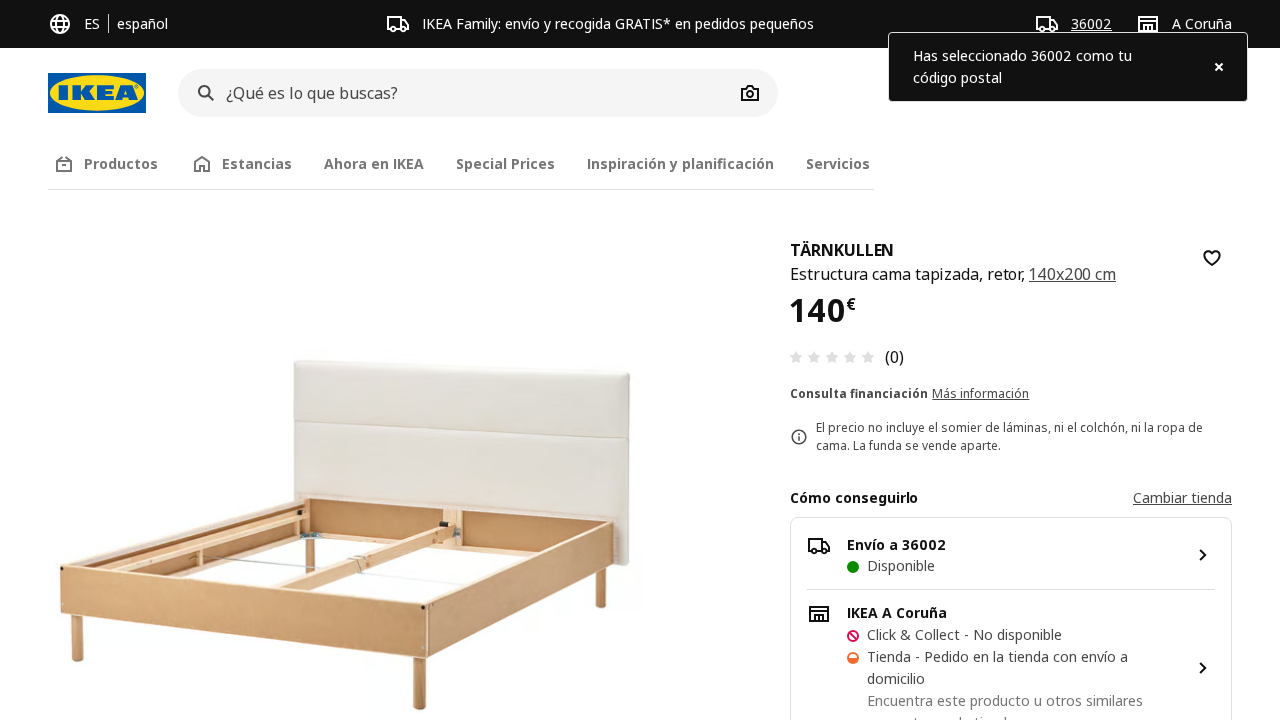 ES
español
IKEA Family: envío y recogida GRATIS* en pedidos pequeños
36002
A Coruña
Has seleccionado 36002 como tu
código postal
IKEA
¿Qué es lo que buscas?
Productos
Estancias
Ahora en IKEA
Special Prices
Inspiración y planificación
Servicios
TÄRNKULLEN
Estructura cama tapizada, retor, 140x200 cm
140€
(0)
Consulta financiación Más información
El precio no incluye el somier de láminas, ni el colchón, ni la ropa de
cama. La funda se vende aparte.
Cómo conseguirlo
Cambiar tienda
Envío a 36002
Disponible
IKEA A Coruña
Click & Collect - No disponible
Tienda - Pedido en la tienda con envío a
domicilio
Encuentra este producto u otros similares